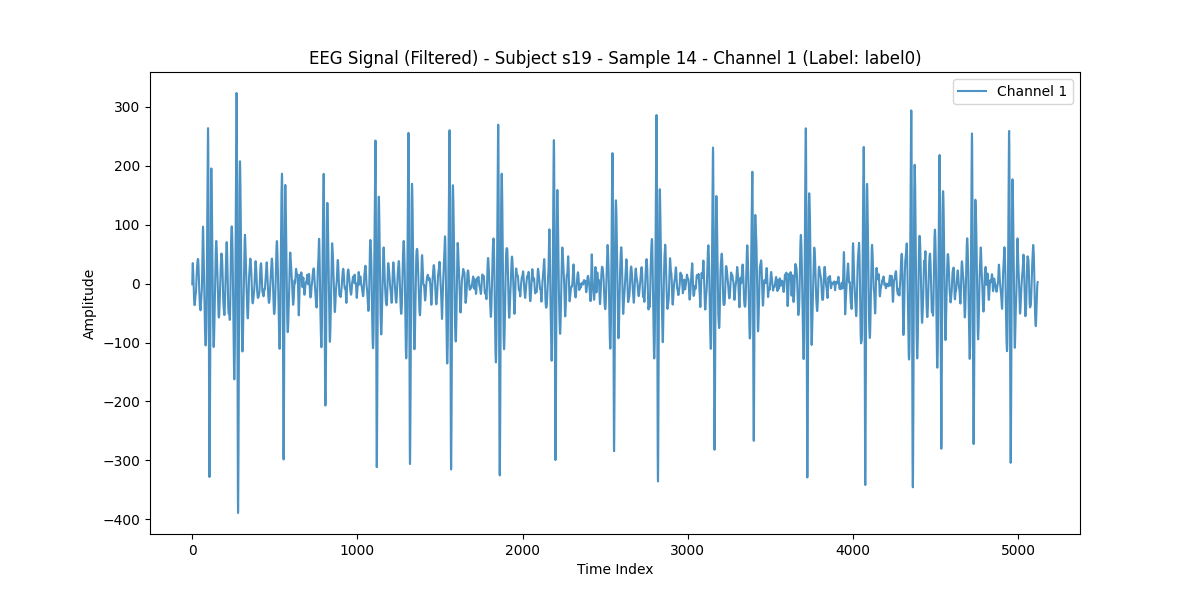 EEG Signal (Filtered) - Subject s19 - Sample 14 - Channel 1 (Label: label0)
Channel 1
300
200
100
0
−100
−200
−300
−400
Amplitude
0 1000 2000 3000 4000 5000
Time Index